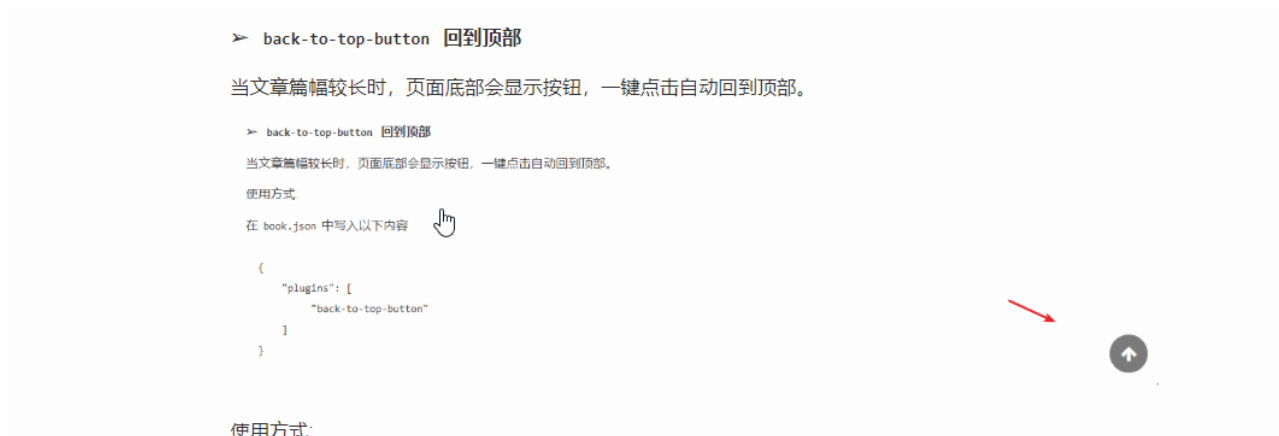 ➢ back-to-top-button 回到顶部
当文章篇幅较长时，页面底部会显示按钮，一键点击自动回到顶部。
➢ back-to-top-button 回到顶部
当文章篇幅较长时，页面底部会显示按钮，一键点击自动回到顶部。
使用方式:
在 book.json 中写入以下内容
{
"plugins": [
"back-to-top-button"
]
}
使用方式: